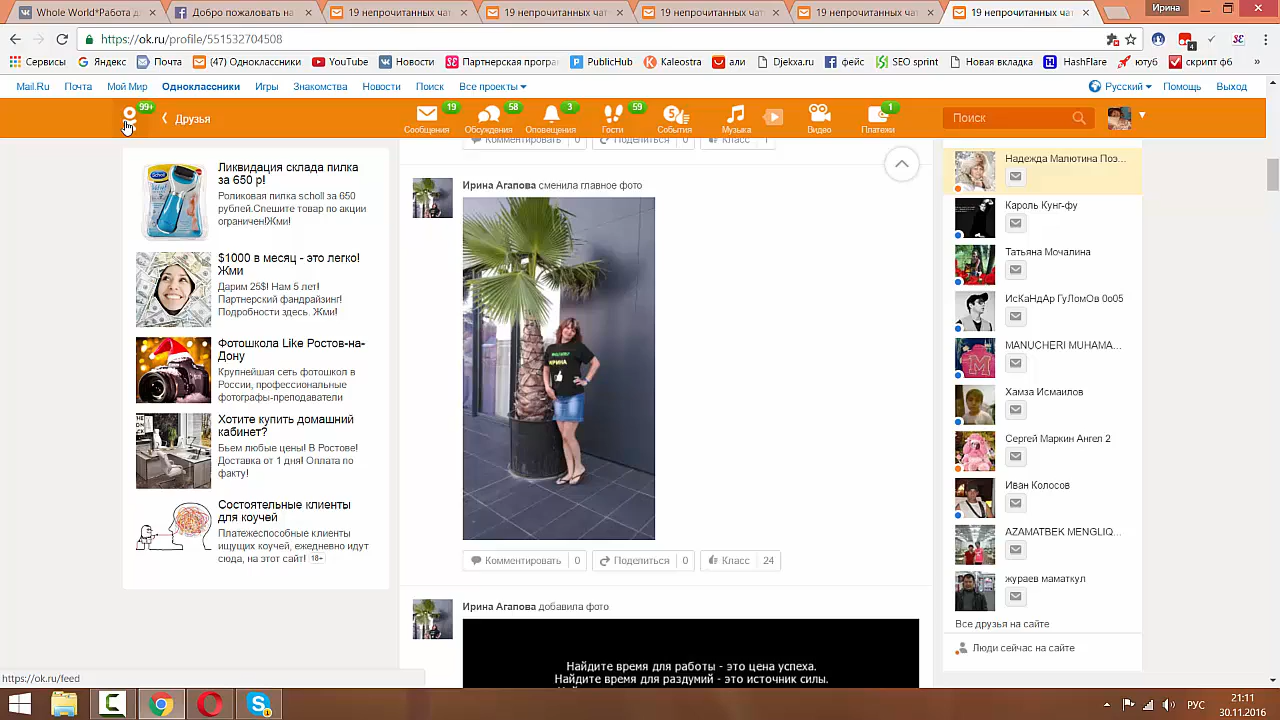 Whole World*Работа д
Добро пожаловать на
19 непрочитанных чат
19 непрочитанных чат
19 непрочитанных чат
19 непрочитанных чат
19 непрочитанных чат
Ирина
https://ok.ru/profile/551532704508
4
Сервисы
Яндекс
Почта
(47) Одноклассники
YouTube
Новости
Партнерская програм
PublicHub
Kaleostra
али
Djekxa.ru
фейс
SEO sprint
Новая вкладка
HashFlare
ютуб
скрипт фб
Mail.Ru
Почта
Мой Мир
Одноклассники
Игры
Знакомства
Новости
Поиск
Все проекты
Русский
Помощь
Выход
99+
Друзья
19
Сообщения
58
Обсуждения
3
Оповещения
59
Гости
События
Музыка
Видео
1
Платежи
Поиск
Комментировать 0
Поделиться 0
Класс 1
Ликвидация склада пилка
за 650 р!
Роликовая пилка scholl за 650
рублей.Спешите товар по акции
ограниченный!
$1000 в месяц - это легко!
Жми
Дарим 25$! Нам 5 лет!
Партнерский фандрайзинг!
Подробности здесь. Жми!
Фотошкола Like Ростов-на-
Дону
Крупнейшая сеть фотошкол в
России, профессиональные
фотографы-преподаватели
Хотите купить домашний
кабинет?
Бьем любые цены! В Ростове!
Доставка от 1 дня! Оплата по
факту!
Состоятельные клиенты
для коучей
Платежеспособные клиенты
ищущих коучей, ежедневно идут
сюда, на этот сайт! 18+
Ирина Агапова сменила главное фото
ИРИНА
Комментировать 0
Поделиться 0
Класс 24
Ирина Агапова добавила фото
Найдите время для работы - это цена успеха.
Найдите время для раздумий - это источник силы.
Надежда Малютина Поэ...
Кароль Кунг-фу
Татьяна Мочалина
ИсКаНдАр ГуЛомОв 0о05
MANUCHERI MUHAMA...
Хамза Исмаилов
Сергей Маркин Ангел 2
Иван Колосов
AZAMATBEK MENGLIQ...
жураев маматкул
Все друзья на сайте
Люди сейчас на сайте
https://ok.ru/feed
РУС
21:11
30.11.2016